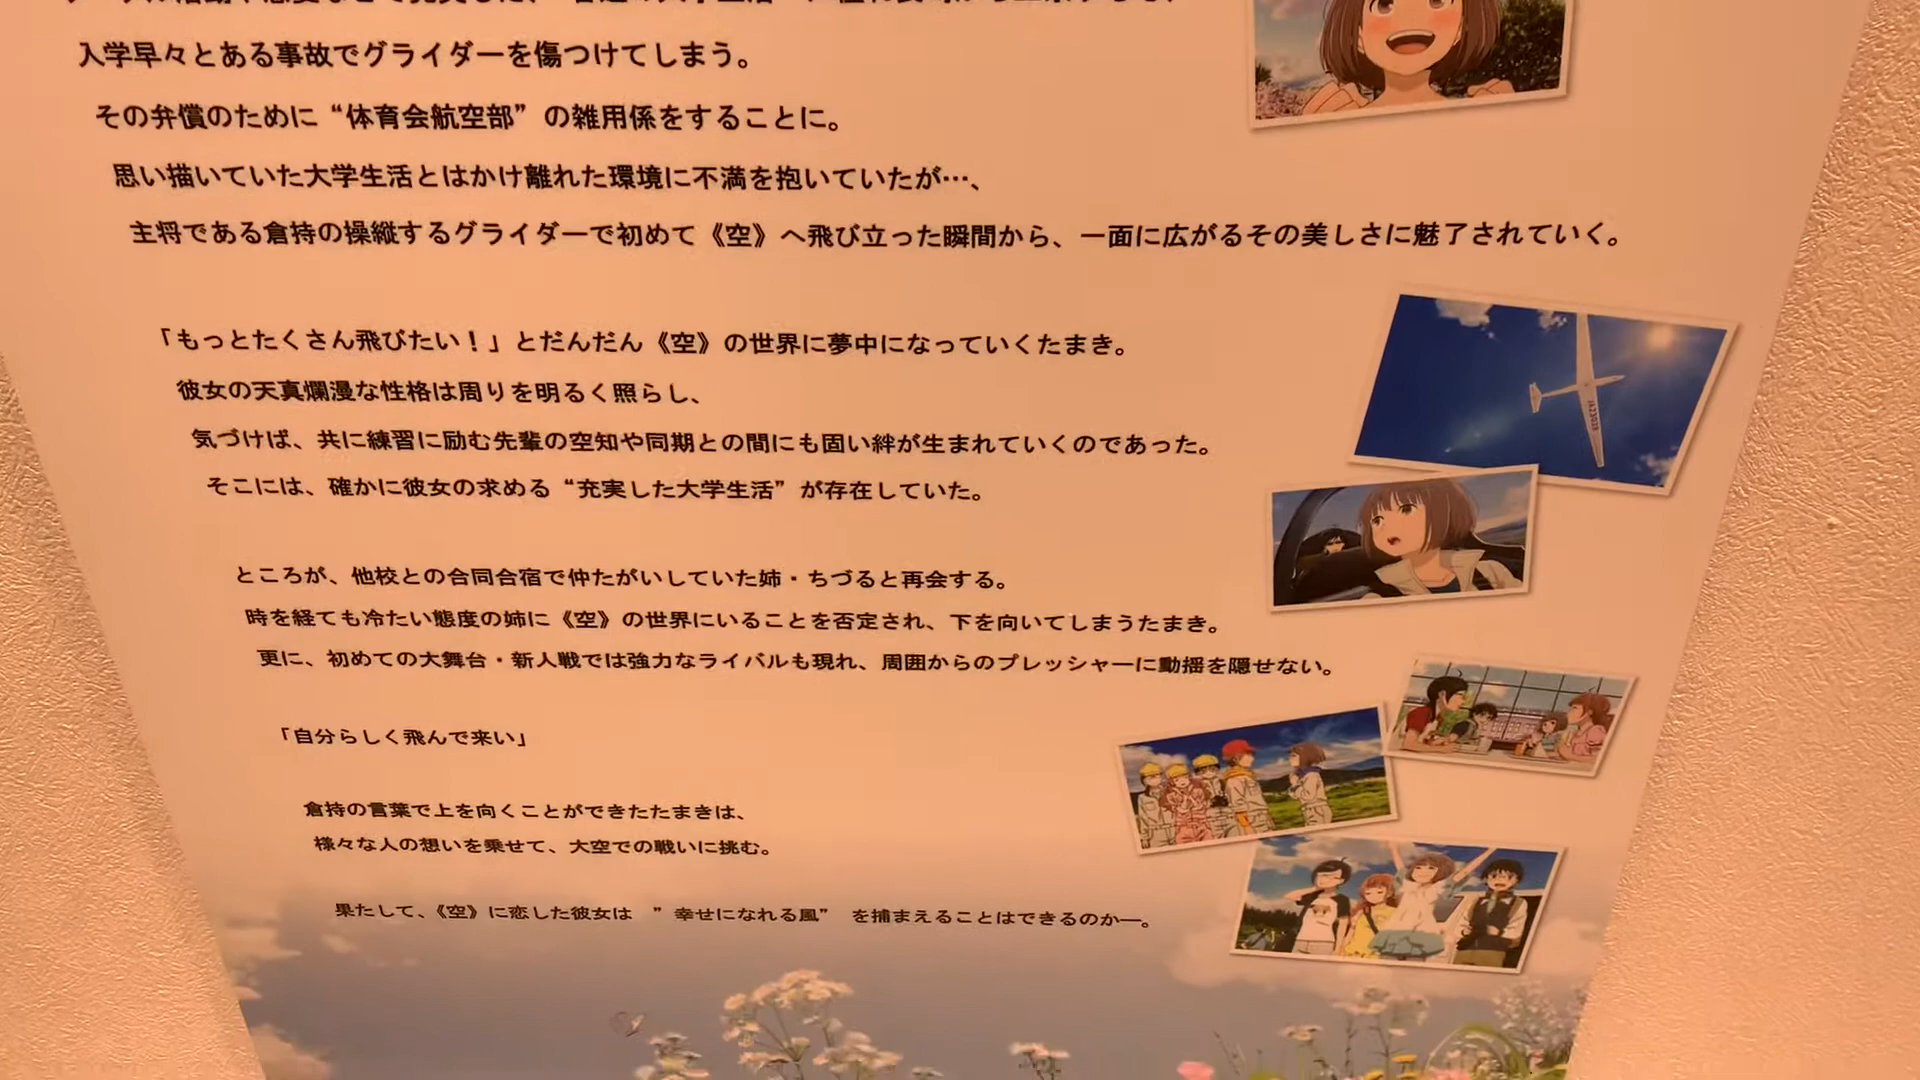 入学早々とある事故でグライダーを傷つけてしまう。
その弁償のために“体育会航空部”の雑用係をすることに。
思い描いていた大学生活とはかけ離れた環境に不満を抱いていたが…、
主将である倉持の操縦するグライダーで初めて《空》へ飛び立った瞬間から、一面に広がるその美しさに魅了されていく。
「もっとたくさん飛びたい！」とだんだん《空》の世界に夢中になっていくたまき。
彼女の天真爛漫な性格は周りを明るく照らし、
気づけば、共に練習に励む先輩の空知や同期との間にも固い絆が生まれていくのであった。
そこには、確かに彼女の求める“充実した大学生活”が存在していた。
ところが、他校との合同合宿で仲たがいしていた姉・ちづると再会する。
時を経ても冷たい態度の姉に《空》の世界にいることを否定され、下を向いてしまうたまき。
更に、初めての大舞台・新人戦では強力なライバルも現れ、周囲からのプレッシャーに動揺を隠せない。
「自分らしく飛んで来い」
倉持の言葉で上を向くことができたたまきは、
様々な人の想いを乗せて、大空での戦いに挑む。
果たして、《空》に恋した彼女は ”幸せになれる風” を捕まえることはできるのか―。